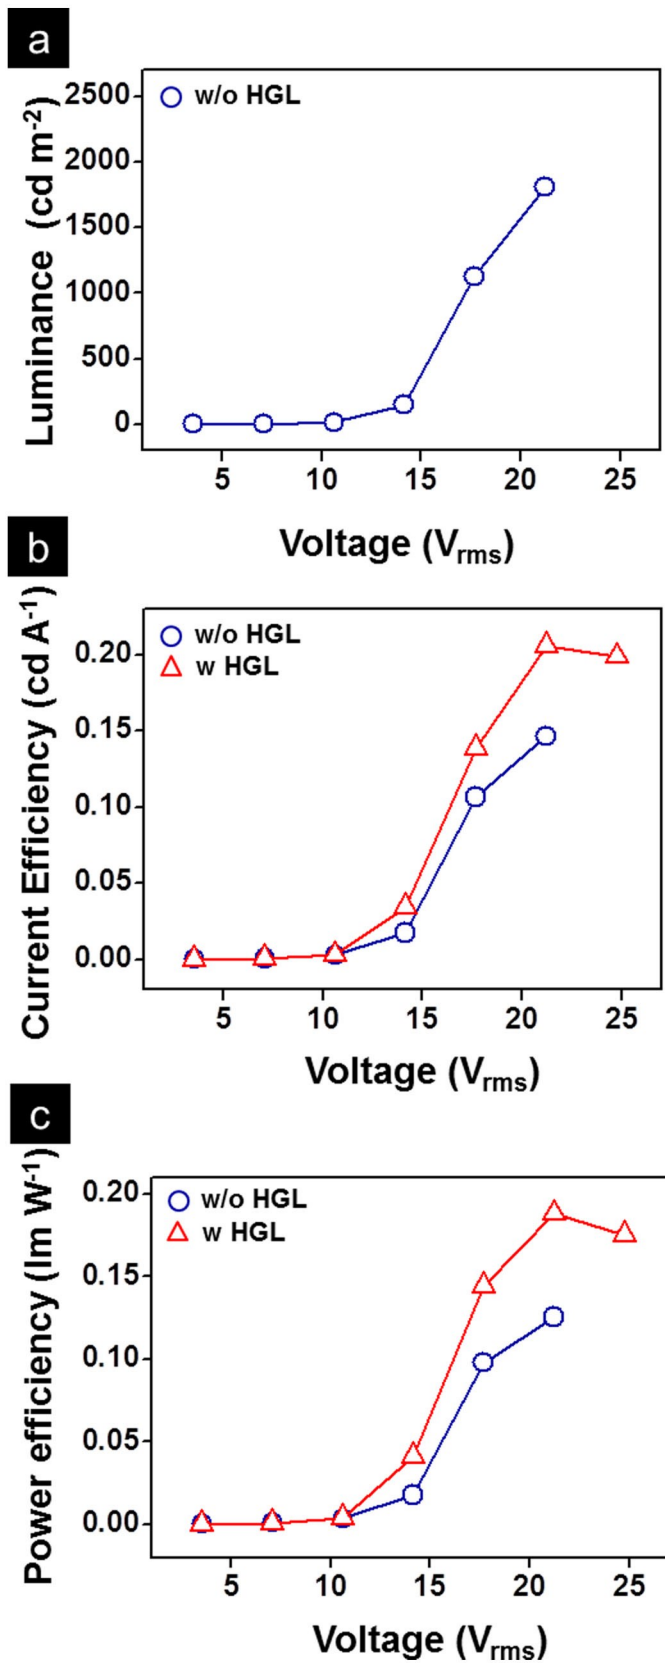 a
Luminance (cd m-2)
2500
2000
1500
1000
500
0
w/o HGL
5 10 15 20 25
Voltage (Vrms)
b
Current Efficiency (cd A-1)
0.20
0.15
0.10
0.05
0.00
w/o HGL
w HGL
5 10 15 20 25
Voltage (Vrms)
c
Power efficiency (lm W-1)
0.20
0.15
0.10
0.05
0.00
w/o HGL
w HGL
5 10 15 20 25
Voltage (Vrms)